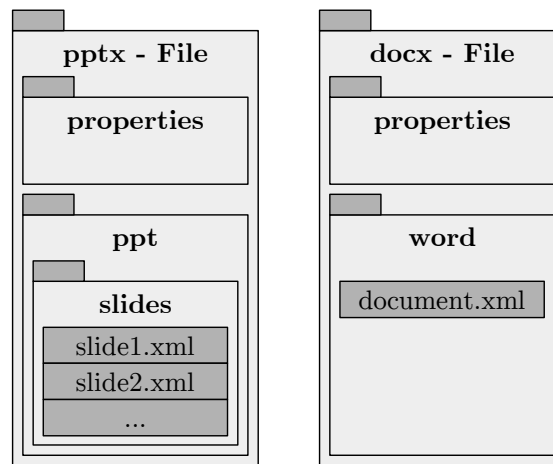 pptx - File
properties
ppt
slides
slide1.xml
slide2.xml
...
docx - File
properties
word
document.xml